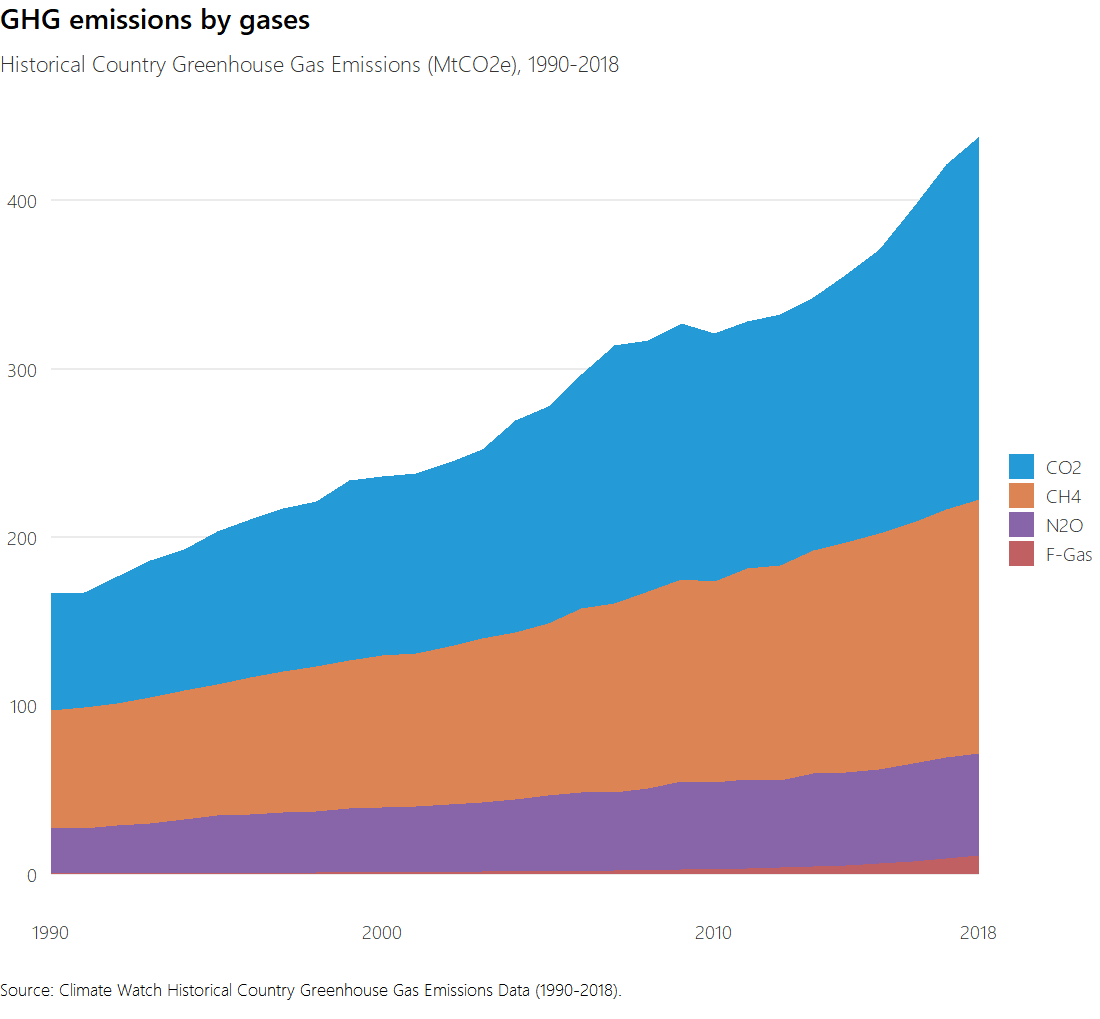 GHG emissions by gases
Historical Country Greenhouse Gas Emissions (MtCO2e), 1990-2018
400
300
200
100
0
CO2
CH4
N2O
F-Gas
1990
2000
2010
2018
Source: Climate Watch Historical Country Greenhouse Gas Emissions Data (1990-2018).